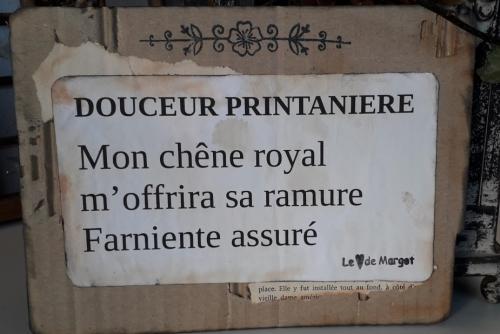 DOUCEUR PRINTANIERE
Mon chêne royal
m’offrira sa ramure
Farniente assuré
Le de Margot
place. Elle y fut installée tout au fond, à côté d'
vieille dame